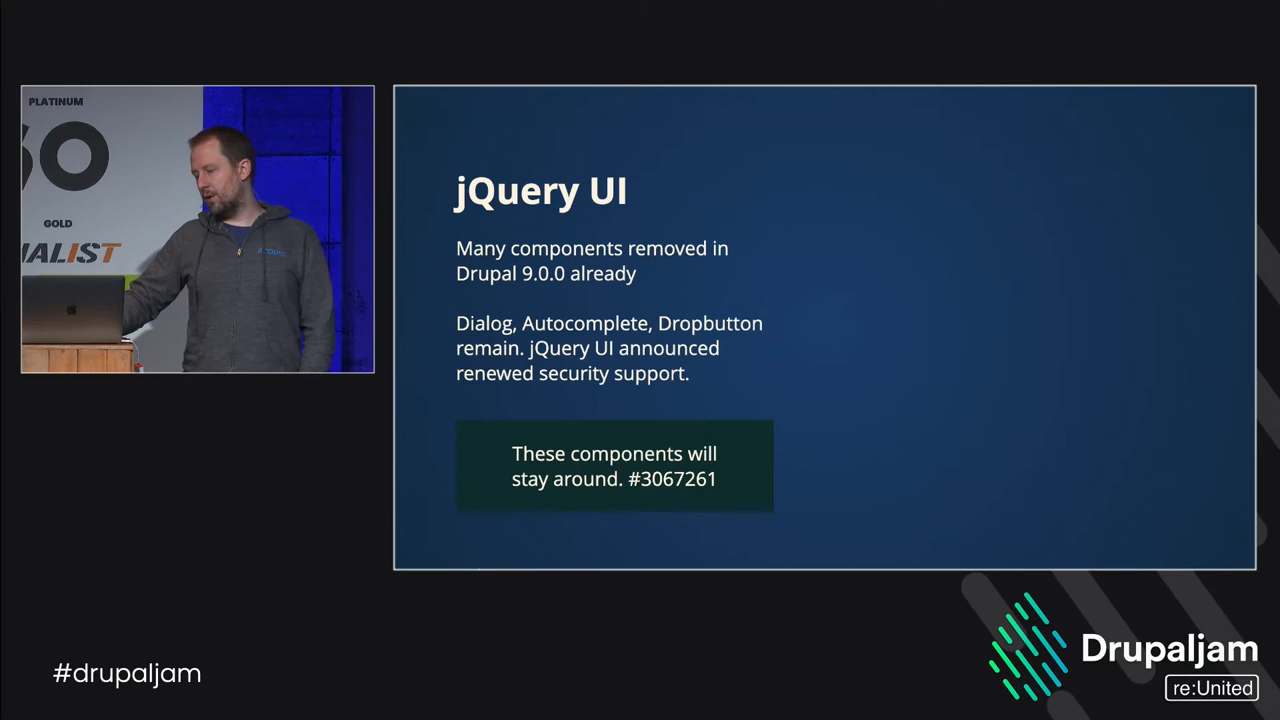 PLATINUM
GOLD
jQuery UI
Many components removed in
Drupal 9.0.0 already
Dialog, Autocomplete, Dropbutton
remain. jQuery UI announced
renewed security support.
These components will
stay around. #3067261
#drupaljam
Drupaljam
re:United